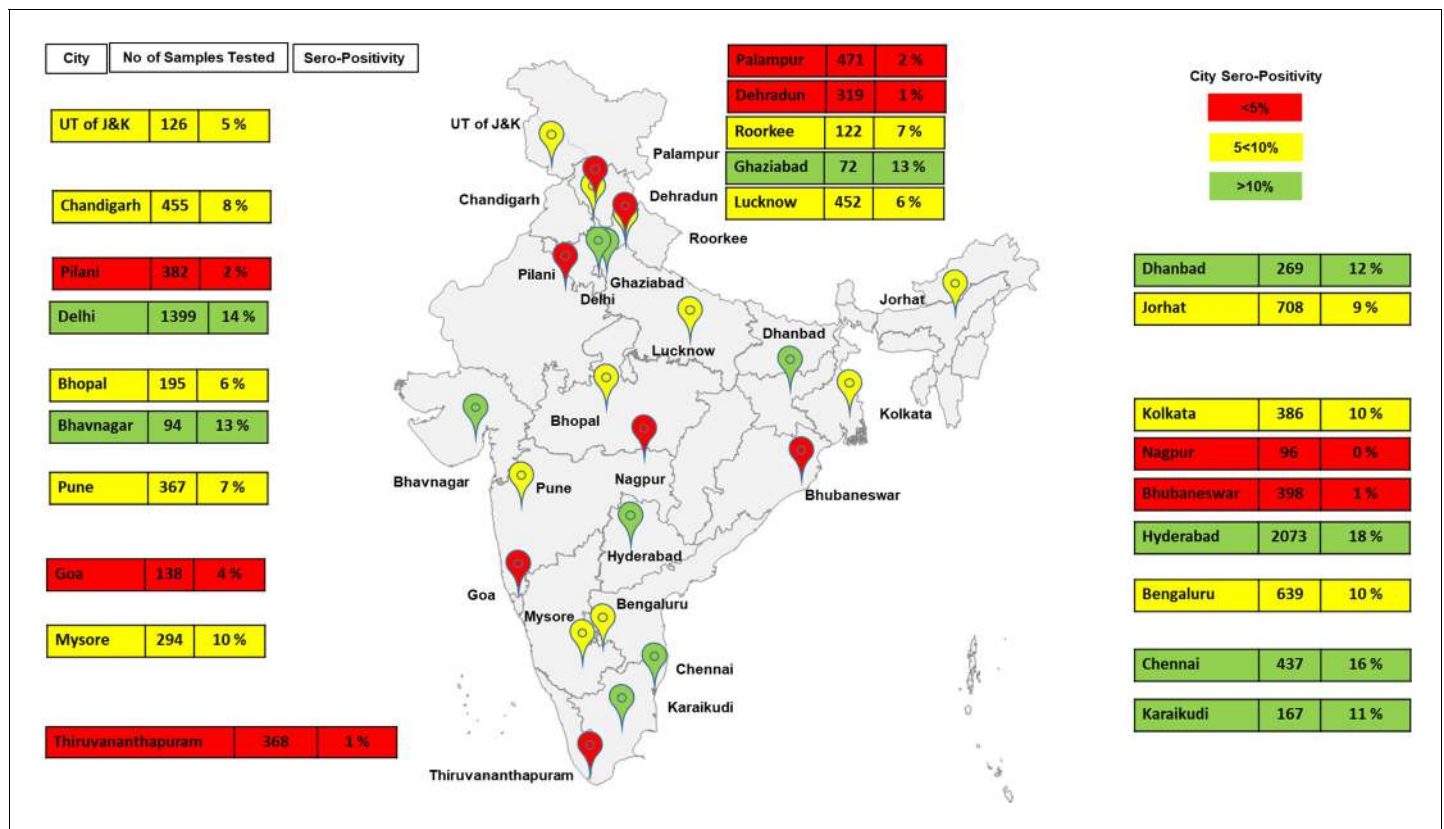 City No of Samples Tested Sero-Positivity
UT of J&K 126 5 %
Chandigarh 455 8 %
Pilani 382 2 %
Delhi 1399 14 %
Bhopal 195 6 %
Bhavnagar 94 13 %
Pune 367 7 %
Goa 138 4 %
Mysore 294 10 %
Thiruvananthapuram 368 1 %
Palampur 471 2 %
Dehradun 319 1 %
Roorkee 122 7 %
Ghaziabad 72 13 %
Lucknow 452 6 %
UT of J&K
Palampur
Chandigarh
Dehradun
Roorkee
Pilani
Ghaziabad
Delhi
Jorhat
Lucknow
Dhanbad
Kolkata
Bhopal
Bhavnagar
Pune
Nagpur
Bhubaneswar
Hyderabad
Goa
Mysore
Bengaluru
Chennai
Karaikudi
Thiruvananthapuram
City Sero-Positivity
<5%
5<10%
>10%
Dhanbad 269 12 %
Jorhat 708 9 %
Kolkata 386 10 %
Nagpur 96 0 %
Bhubaneswar 398 1 %
Hyderabad 2073 18 %
Bengaluru 639 10 %
Chennai 437 16 %
Karaikudi 167 11 %